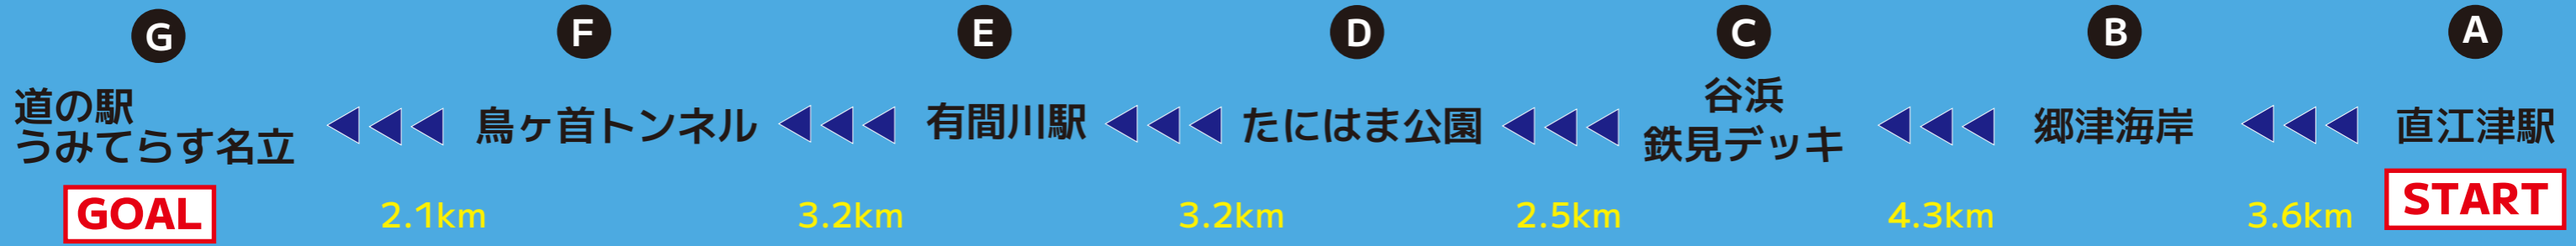 G
F
E
D
C
B
A
道の駅
うみてらす名立
鳥ヶ首トンネル
有間川駅
たにはま公園
谷浜
鉄見デッキ
郷津海岸
直江津駅
GOAL
2.1km
3.2km
3.2km
2.5km
4.3km
3.6km
START